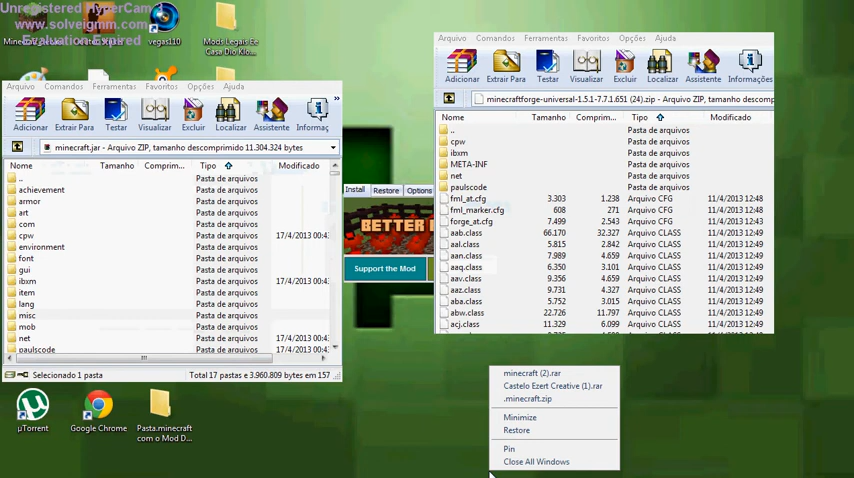 Unregistered HyperCam
www.solveigmm.com
Evaluation Expired
vegas110
Mods Legais Ee
Casa Dio Klo...
Arquivo Comandos Ferramentas Favoritos Opções Ajuda
Adicionar Extrair Para Testar Visualizar Excluir Localizar Assistente Informaç »
minecraft.jar - Arquivo ZIP, tamanho descomprimido 11.304.324 bytes
Nome Tamanho Comprim... Tipo Modificado
.. Pasta de arquivos
achievement Pasta de arquivos
armor Pasta de arquivos
art Pasta de arquivos
com Pasta de arquivos
cpw Pasta de arquivos 17/4/2013 00:4
environment Pasta de arquivos
font Pasta de arquivos
gui Pasta de arquivos
ibxm Pasta de arquivos 17/4/2013 00:4
item Pasta de arquivos
lang Pasta de arquivos
misc Pasta de arquivos
mob Pasta de arquivos
net Pasta de arquivos 17/4/2013 00:4
paulscode Pasta de arquivos 17/4/2013 00:4
Selecionado 1 pasta Total 17 pastas e 3.960.809 bytes em 157
Install Restore Options
BETTER
Support the Mod
Arquivo Comandos Ferramentas Favoritos Opções Ajuda
Adicionar Extrair Para Testar Visualizar Excluir Localizar Assistente Informações
minecraftforge-universal-1.5.1-7.7.1.651 (24).zip - Arquivo ZIP, tamanho descomp
Nome Tamanho Comprim... Tipo Modificado
.. Pasta de arquivos
cpw Pasta de arquivos
ibxm Pasta de arquivos
META-INF Pasta de arquivos
net Pasta de arquivos
paulscode Pasta de arquivos
fml_at.cfg 3.303 1.238 Arquivo CFG 11/4/2013 12:48
fml_marker.cfg 608 271 Arquivo CFG 11/4/2013 12:48
forge_at.cfg 7.499 2.543 Arquivo CFG 11/4/2013 12:43
aab.class 66.170 32.327 Arquivo CLASS 11/4/2013 12:49
aal.class 5.815 2.842 Arquivo CLASS 11/4/2013 12:49
aan.class 7.989 4.659 Arquivo CLASS 11/4/2013 12:49
aaq.class 6.350 3.101 Arquivo CLASS 11/4/2013 12:49
aav.class 9.356 4.659 Arquivo CLASS 11/4/2013 12:49
aaz.class 9.731 4.327 Arquivo CLASS 11/4/2013 12:49
aba.class 5.752 3.015 Arquivo CLASS 11/4/2013 12:49
abw.class 22.726 11.797 Arquivo CLASS 11/4/2013 12:49
acj.class 11.329 6.099 Arquivo CLASS 11/4/2013 12:49
minecraft (2).rar
Castelo Ezert Creative (1).rar
.minecraft.zip
Minimize
Restore
Pin
Close All Windows
µTorrent
Google Chrome
Pasta.minecraft
com o Mod D...